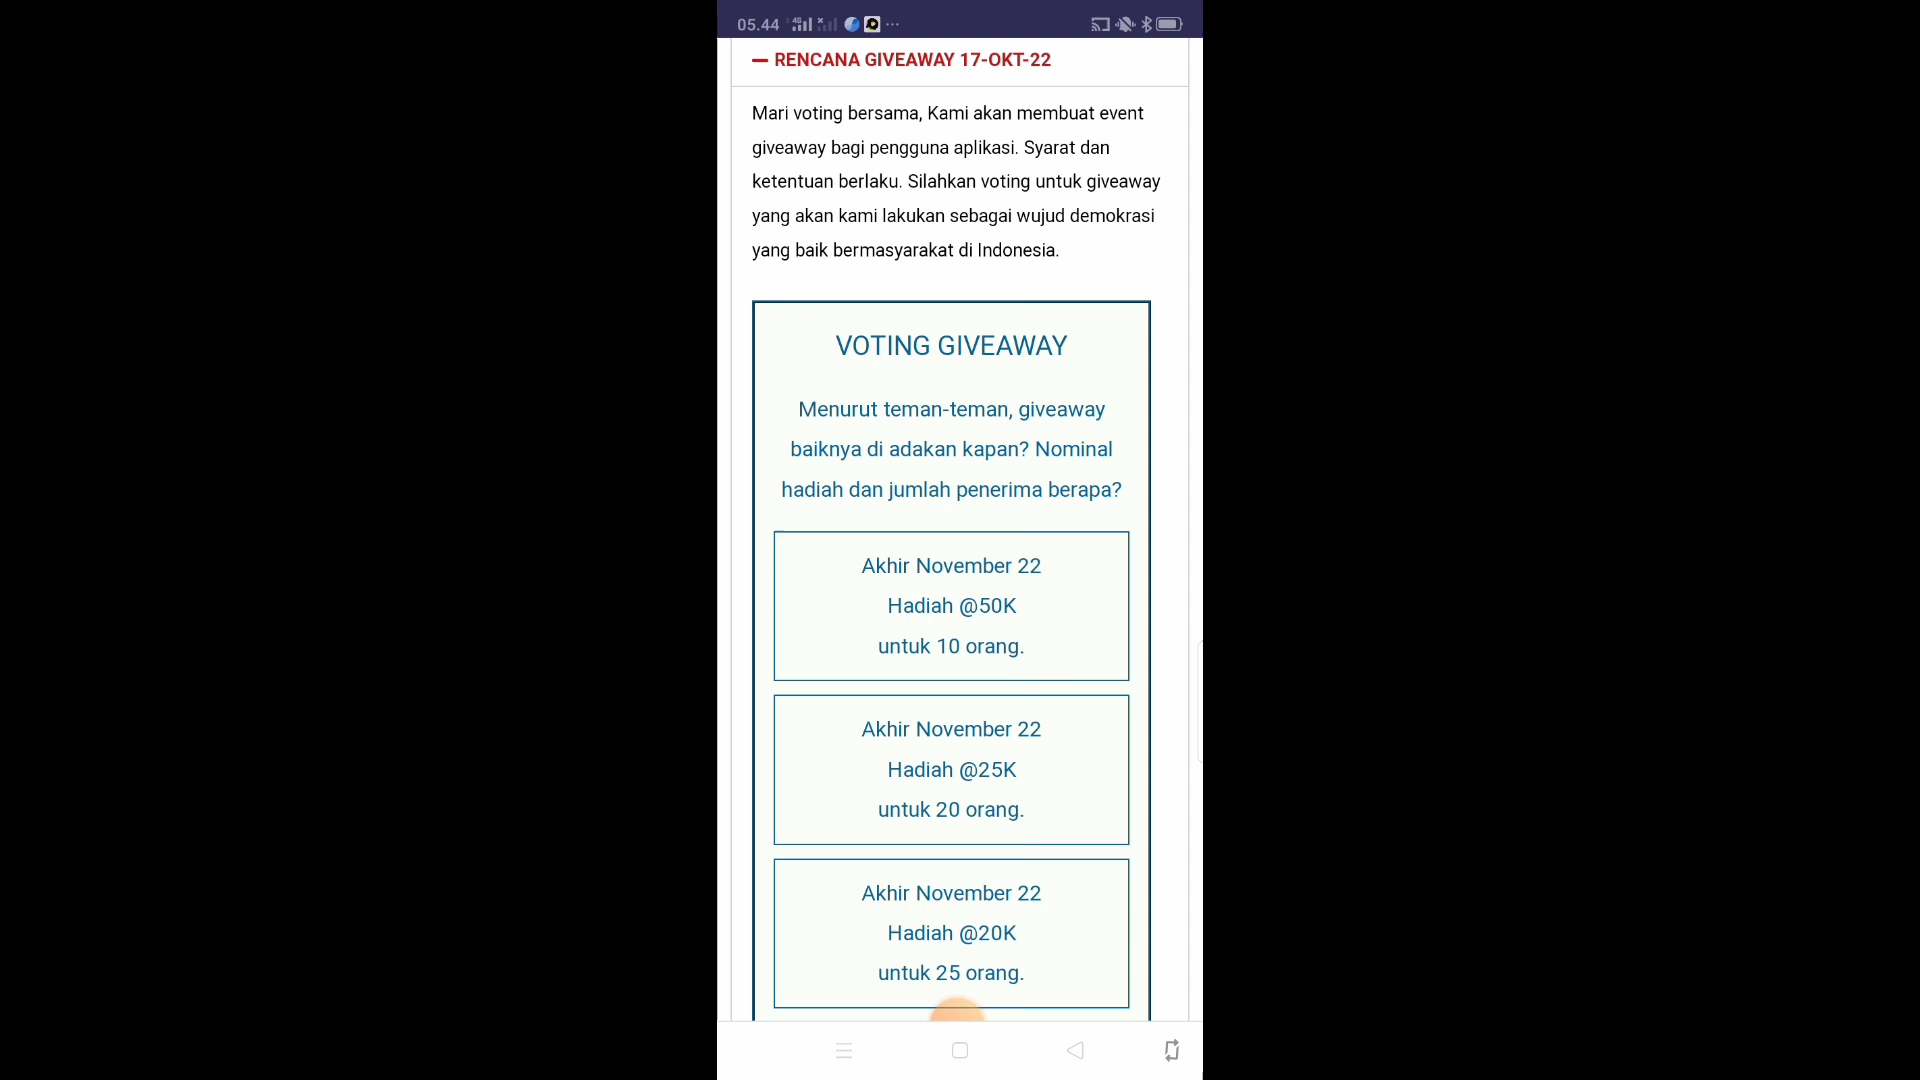 05.44
4G
— RENCANA GIVEAWAY 17-OKT-22
Mari voting bersama, Kami akan membuat event
giveaway bagi pengguna aplikasi. Syarat dan
ketentuan berlaku. Silahkan voting untuk giveaway
yang akan kami lakukan sebagai wujud demokrasi
yang baik bermasyarakat di Indonesia.
VOTING GIVEAWAY
Menurut teman-teman, giveaway
baiknya di adakan kapan? Nominal
hadiah dan jumlah penerima berapa?
Akhir November 22
Hadiah @50K
untuk 10 orang.
Akhir November 22
Hadiah @25K
untuk 20 orang.
Akhir November 22
Hadiah @20K
untuk 25 orang.